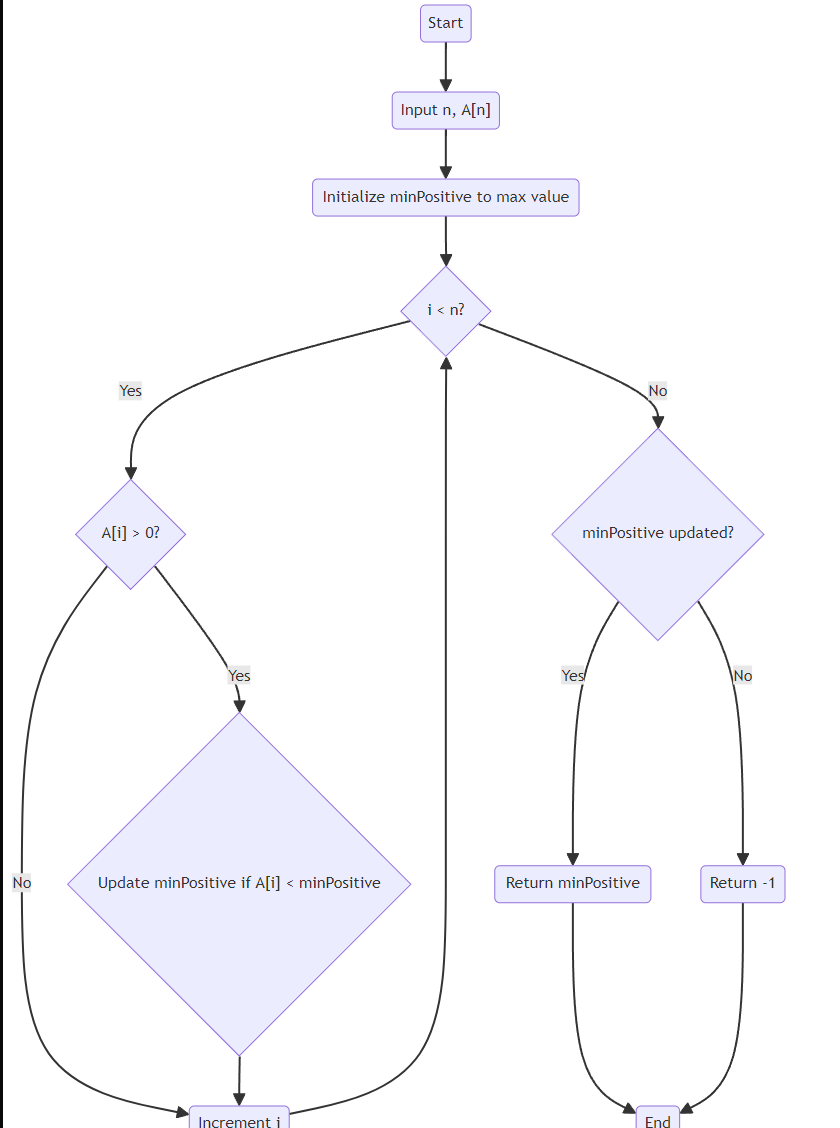 Start
Input n, A[n]
Initialize minPositive to max value
i < n?
Yes
No
A[i] > 0?
minPositive updated?
Yes
Yes
No
No
Update minPositive if A[i] < minPositive
Return minPositive
Return -1
Increment i
End